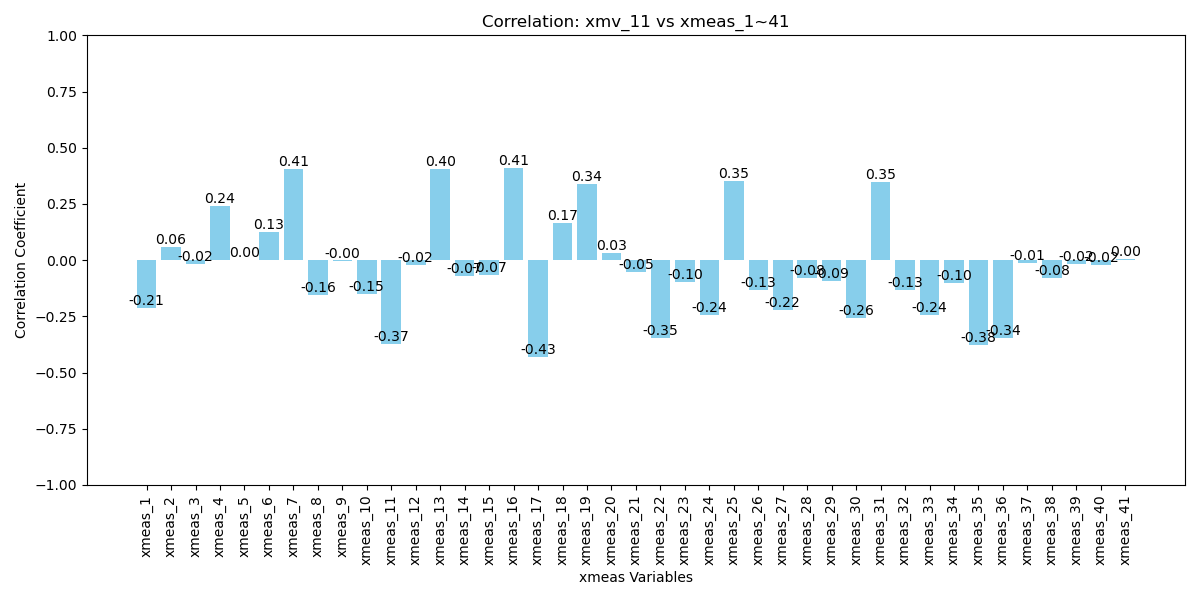 Correlation: xmv_11 vs xmeas_1~41
Correlation Coefficient
1.00
0.75
0.50
0.25
0.00
−0.25
−0.50
−0.75
−1.00
-0.21
0.06
-0.02
0.24
0.00
0.13
0.41
-0.16
-0.00
-0.15
-0.37
-0.02
0.40
-0.07
-0.07
0.41
-0.43
0.17
0.34
0.03
-0.05
-0.35
-0.10
-0.24
0.35
-0.13
-0.22
-0.08
-0.09
-0.26
0.35
-0.13
-0.24
-0.10
-0.38
-0.34
-0.01
-0.08
-0.02
-0.02
0.00
xmeas_1
xmeas_2
xmeas_3
xmeas_4
xmeas_5
xmeas_6
xmeas_7
xmeas_8
xmeas_9
xmeas_10
xmeas_11
xmeas_12
xmeas_13
xmeas_14
xmeas_15
xmeas_16
xmeas_17
xmeas_18
xmeas_19
xmeas_20
xmeas_21
xmeas_22
xmeas_23
xmeas_24
xmeas_25
xmeas_26
xmeas_27
xmeas_28
xmeas_29
xmeas_30
xmeas_31
xmeas_32
xmeas_33
xmeas_34
xmeas_35
xmeas_36
xmeas_37
xmeas_38
xmeas_39
xmeas_40
xmeas_41
xmeas Variables